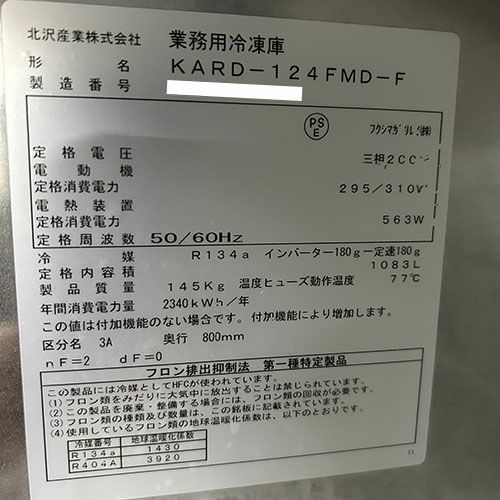 北沢産業株式会社 業務用冷凍庫
形名 KARD-124FMD-F
製造番号
PS
E
フクシマガリレイ(株)
定格電圧 三相200
電動機
定格消費電力 295/310W
電熱装置
定格消費電力 563W
定格周波数 50/60Hz
冷媒 R134a インバーター180g一定速180g
定格内容積 1083L
製品質量 145Kg 温度ヒューズ動作温度 77℃
年間消費電力量 2340kWh/年
この値は付加機能のない場合です。付加機能により増加します。
区分名 3A 奥行 800mm
nF=2 dF=0
フロン排出抑制法 第一種特定製品
この製品には冷媒としてHFCが使われています。
(1) フロン類をみだりに大気中に放出することは禁じられています。
(2) この製品を廃棄・整備する場合には、フロン類の回収が必要です。
(3) フロン類の種類及び数量は、この銘板に記載されています。
(4) 使用しているフロン類の地球温暖化係数は、以下のとおりです。
冷媒番号 地球温暖化係数
R134a 1430
R404A 3920